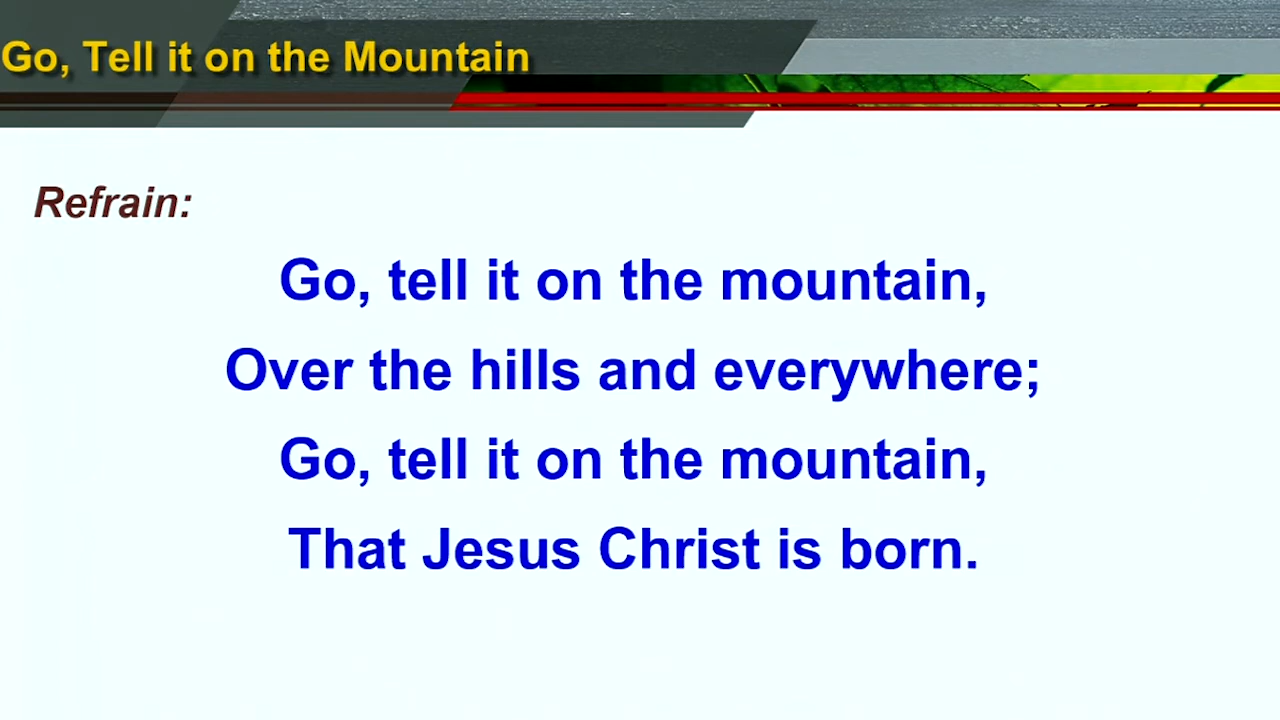 Go, Tell it on the Mountain
Refrain:
Go, tell it on the mountain,
Over the hills and everywhere;
Go, tell it on the mountain,
That Jesus Christ is born.